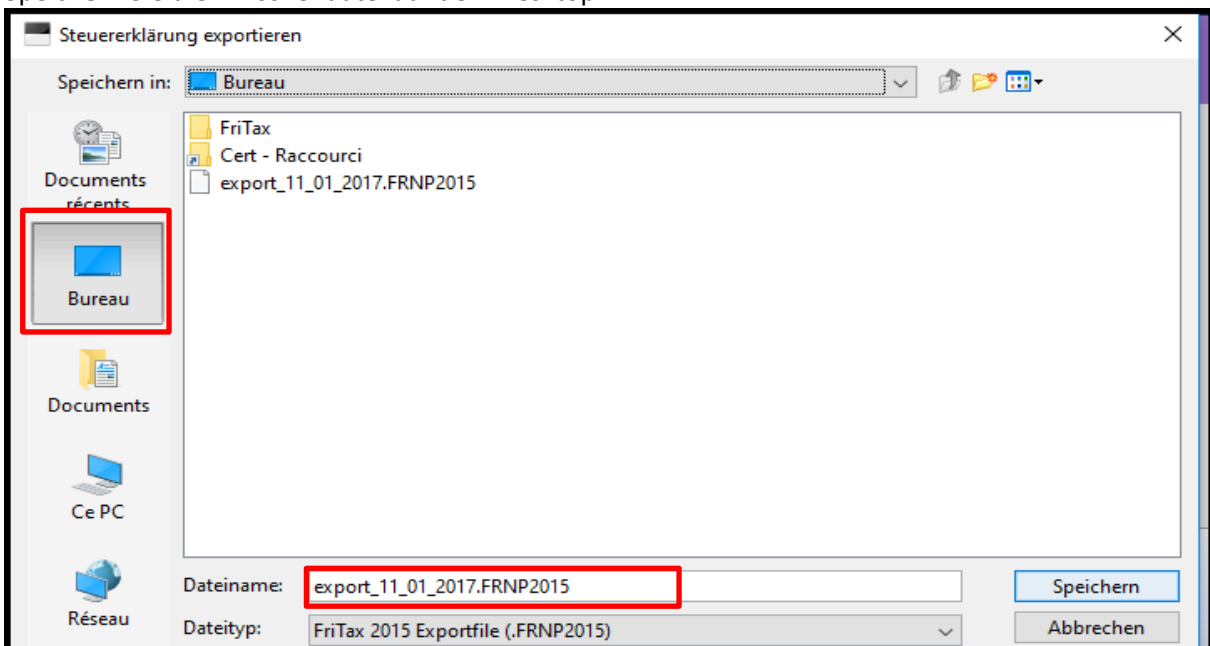 Steuererklärung exportieren
Speichern in:
Bureau
FriTax
Cert - Raccourci
export_11_01_2017.FRNP2015
Documents
récents
Bureau
Documents
Ce PC
Réseau
Dateiname:
export_11_01_2017.FRNP2015
Speichern
Dateityp:
FriTax 2015 Exportfile (.FRNP2015)
Abbrechen